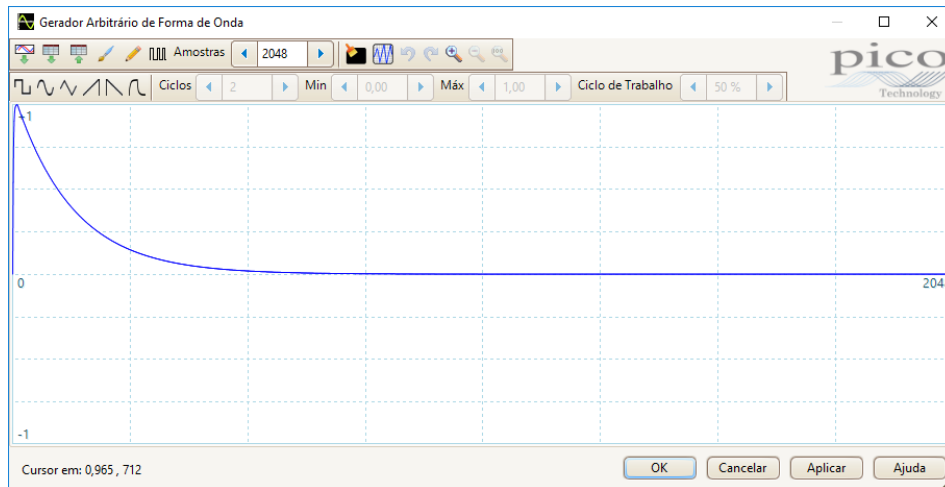 Gerador Arbitrário de Forma de Onda
Amostras 2048
pico
Technology
Ciclos 2 Min 0,00 Máx 1,00 Ciclo de Trabalho 50 %
+1
0
204
-1
Cursor em: 0,965 , 712
OK Cancelar Aplicar Ajuda